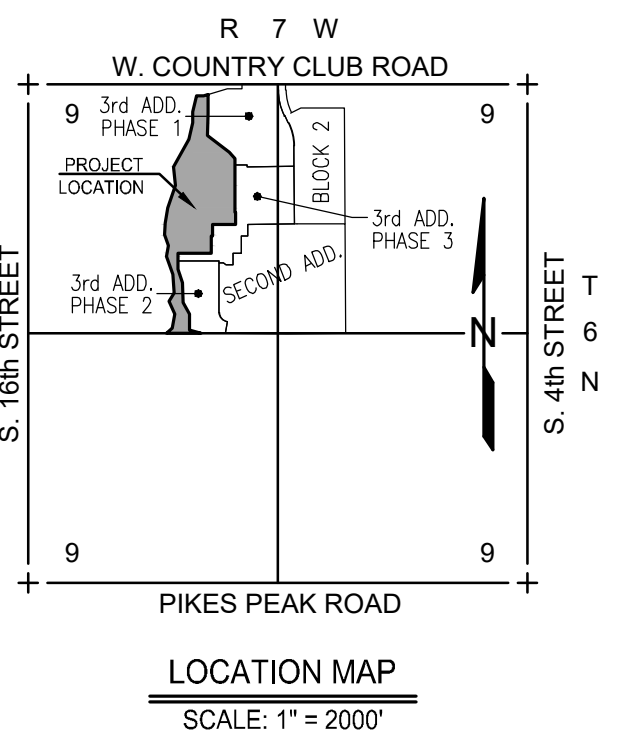 R 7 W
W. COUNTRY CLUB ROAD
9
3rd ADD.
PHASE 1
9
BLOCK 2
PROJECT
LOCATION
3rd ADD.
PHASE 3
SECOND ADD.
3rd ADD.
PHASE 2
S. 16th STREET
N
S. 4th STREET
T
6
N
9
9
PIKES PEAK ROAD
LOCATION MAP
SCALE: 1" = 2000'